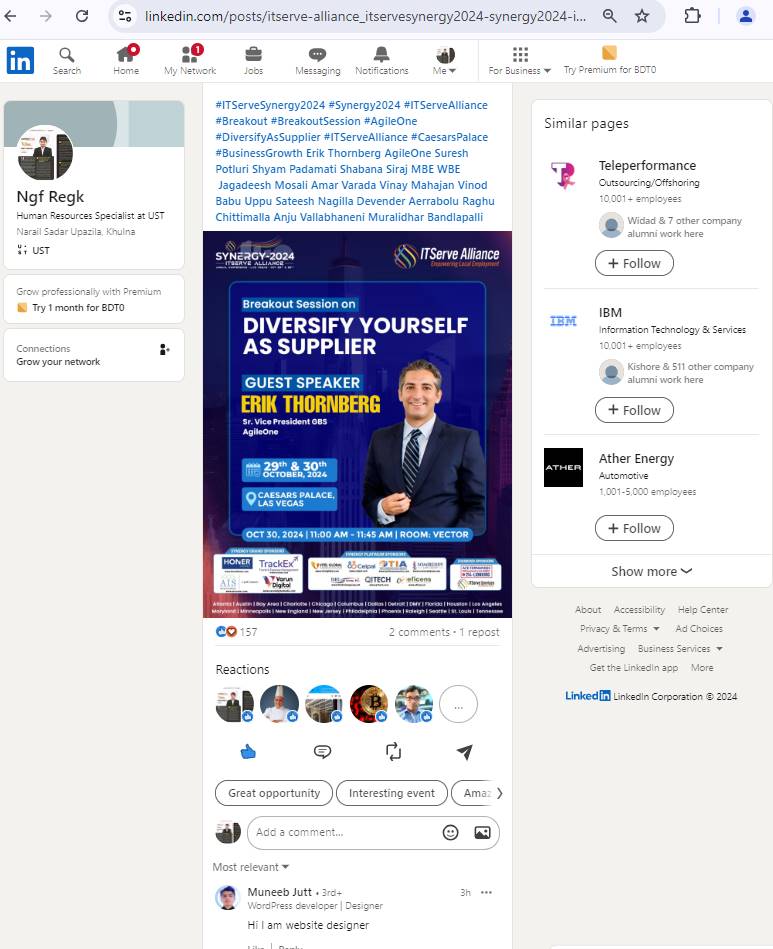 linkedin.com/posts/itserve-alliance_itservesynergy2024-synergy2024-i...
in
Search
Home
1
My Network
Jobs
Messaging
Notifications
Me
For Business
Try Premium for BDT0
Ngf Regk
Human Resources Specialist at UST
Narail Sadar Upazila, Khulna
UST
Grow professionally with Premium
Try 1 month for BDT0
Connections
Grow your network
#ITServeSynergy2024 #Synergy2024 #ITServeAlliance
#Breakout #BreakoutSession #AgileOne
#DiversifyAsSupplier #ITServeAlliance #CaesarsPalace
#BusinessGrowth Erik Thornberg AgileOne Suresh
Potluri Shyam Padamati Shabana Siraj MBE WBE
Jagadeesh Mosali Amar Varada Vinay Mahajan Vinod
Babu Uppu Sateesh Nagilla Devender Aerrabolu Raghu
Chittimalla Anju Vallabhaneni Muralidhar Bandlapalli
SYNERGY-2024
ITSERVE ALLIANCE
ITServe Alliance
Empowering Local Employment
Breakout Session on
DIVERSIFY YOURSELF
AS SUPPLIER
GUEST SPEAKER
ERIK THORNBERG
Sr. Vice President GBS
AgileOne
29th & 30th
OCTOBER, 2024
CAESARS PALACE,
LAS VEGAS
OCT 30, 2024 | 11:00 AM - 11:45 AM | ROOM: VECTOR
SYNERGY GRAND SPONSORS
SYNERGY PLATINUM SPONSORS
HONER
TrackEx
AIS
Varun
Digital
Ceipal
OTIA
QITECH
eficens
Atlanta | Austin | Bay Area | Charlotte | Chicago | Columbus | Dallas | Detroit | DMV | Florida | Houston | Los Angeles
Maryland | Minneapolis | New England | New Jersey | Philadelphia | Phoenix | Raleigh | Seattle | St. Louis | Tennessee
157
2 comments • 1 repost
Reactions
...
Great opportunity
Interesting event
Amaz
Add a comment...
Most relevant
Muneeb Jutt • 3rd+
3h
WordPress developer | Designer
Hi I am website designer
Like | Reply
Similar pages
Teleperformance
Outsourcing/Offshoring
10,001+ employees
Widad & 7 other company
alumni work here
+ Follow
IBM
IBM
Information Technology & Services
10,001+ employees
Kishore & 511 other company
alumni work here
+ Follow
ATHER
Ather Energy
Automotive
1,001-5,000 employees
+ Follow
Show more
About Accessibility Help Center
Privacy & Terms Ad Choices
Advertising Business Services
Get the LinkedIn app More
LinkedIn LinkedIn Corporation © 2024